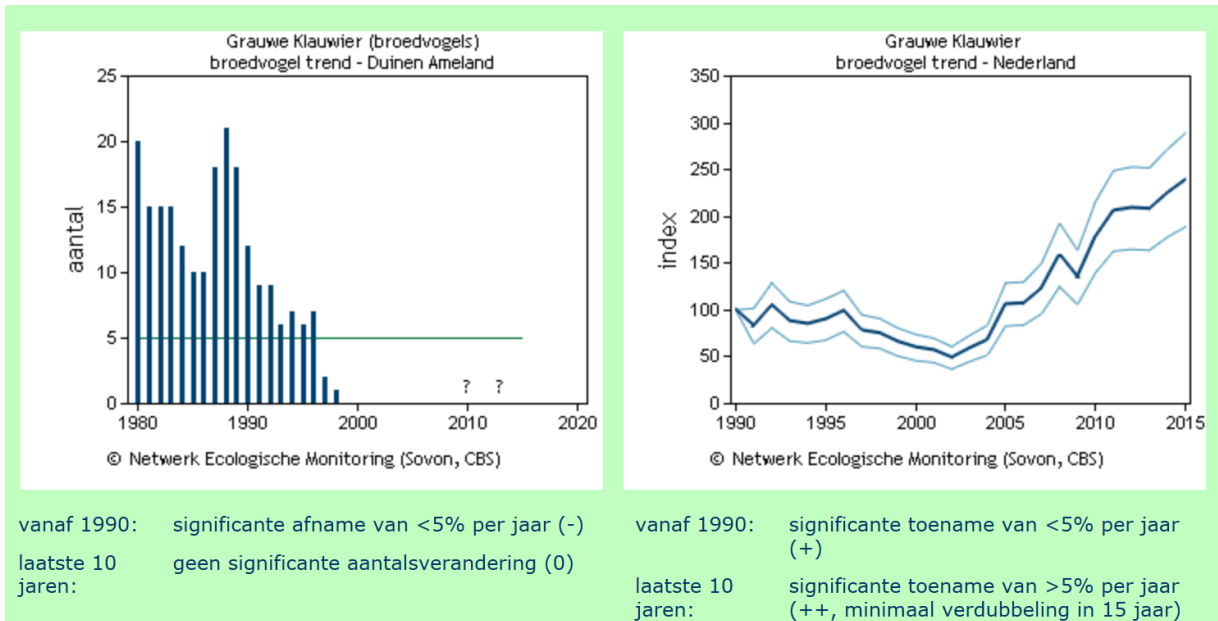 Grauwe Klauwier (broedvogels)
broedvogel trend - Duinen Ameland
25
20
15
10
5
0
aantal
? ?
1980 1990 2000 2010 2020
© Netwerk Ecologische Monitoring (Sovon, CBS)
vanaf 1990: significante afname van <5% per jaar (-)
laatste 10 geen significante aantalsverandering (0)
jaren:
Grauwe Klauwier
broedvogel trend - Nederland
350
300
250
200
150
100
50
0
index
1990 1995 2000 2005 2010 2015
© Netwerk Ecologische Monitoring (Sovon, CBS)
vanaf 1990: significante toename van <5% per jaar
(+)
laatste 10 significante toename van >5% per jaar
jaren: (++, minimaal verdubbeling in 15 jaar)